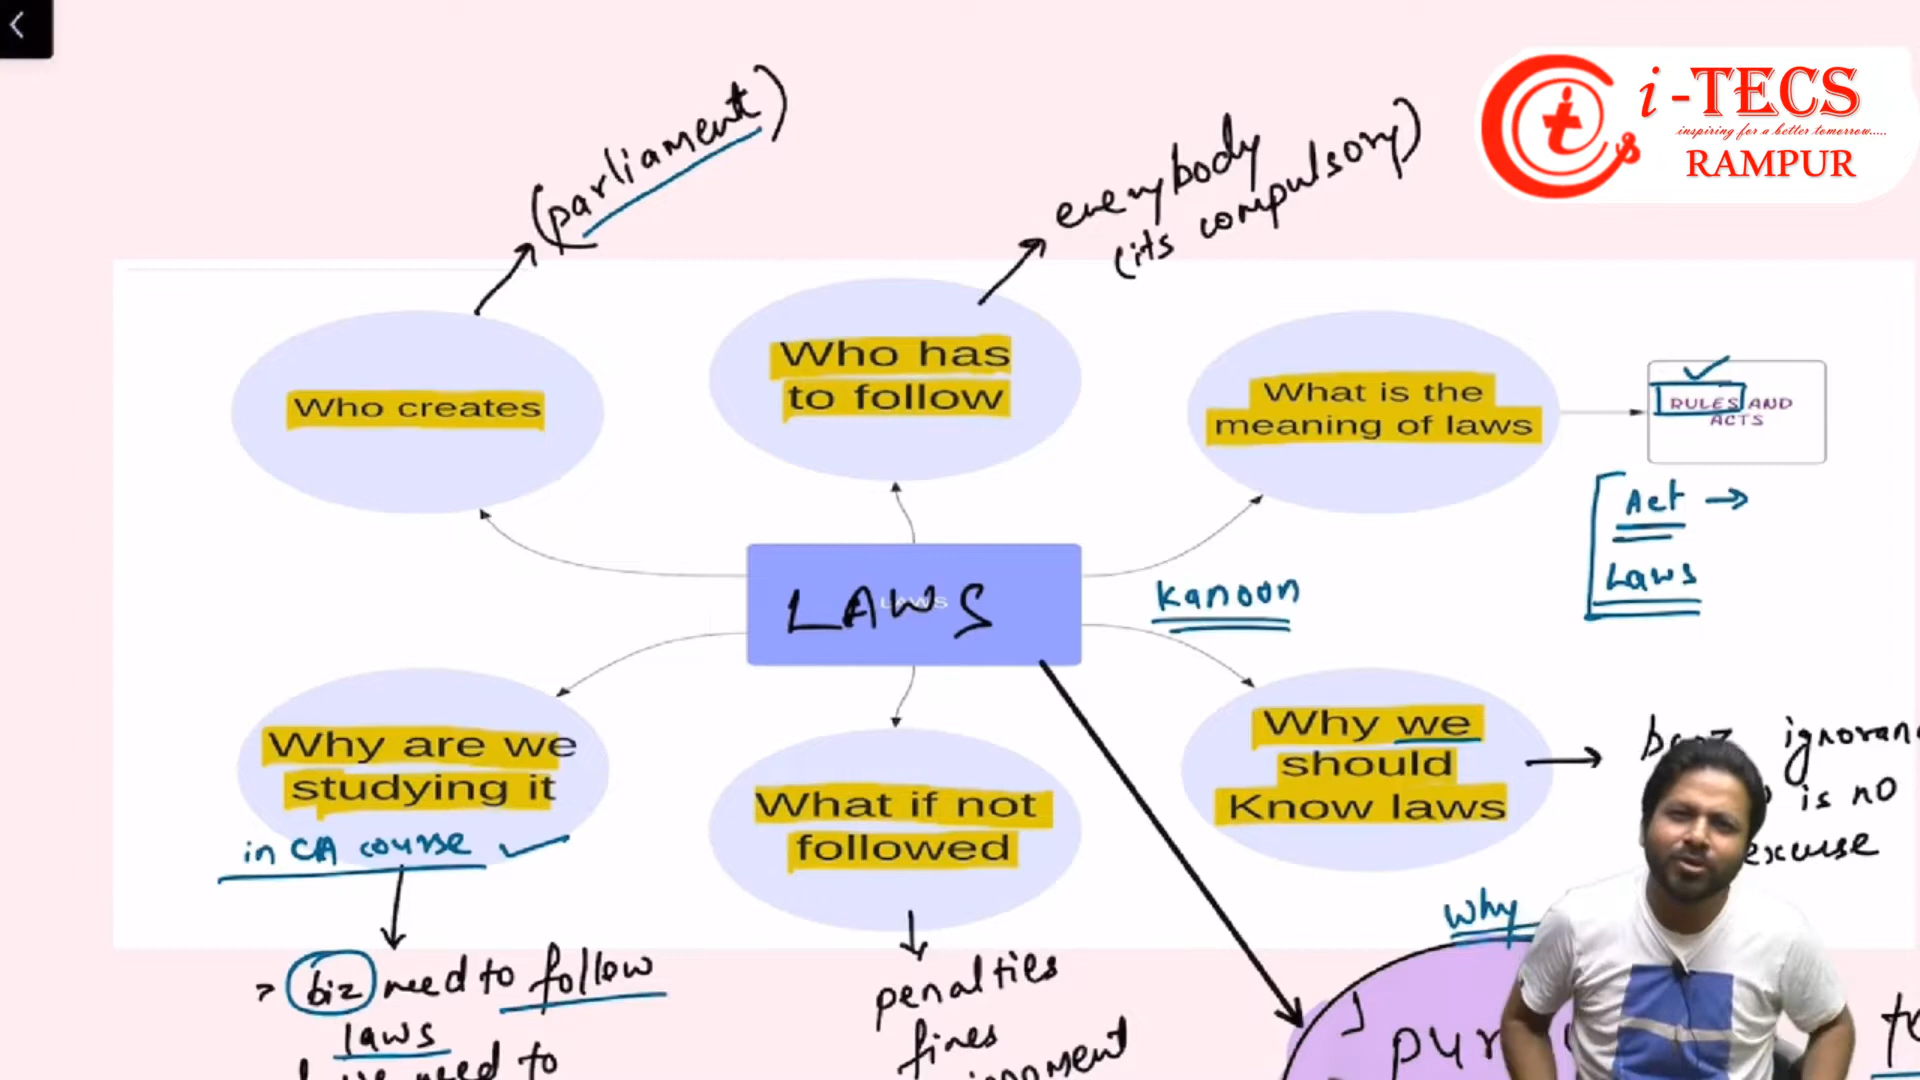 i-TECS
inspiring for a better tomorrow.....
RAMPUR
(parliament)
everybody
(its compulsory)
Who creates
Who has
to follow
What is the
meaning of laws
RULES AND
ACTS
Act →
Laws
LAWS
Kanoon
Why are we
studying it
in CA course
What if not
followed
Why we
should
Know laws
is no
excuse
Why
> biz need to follow
laws
need to
penalties
fines